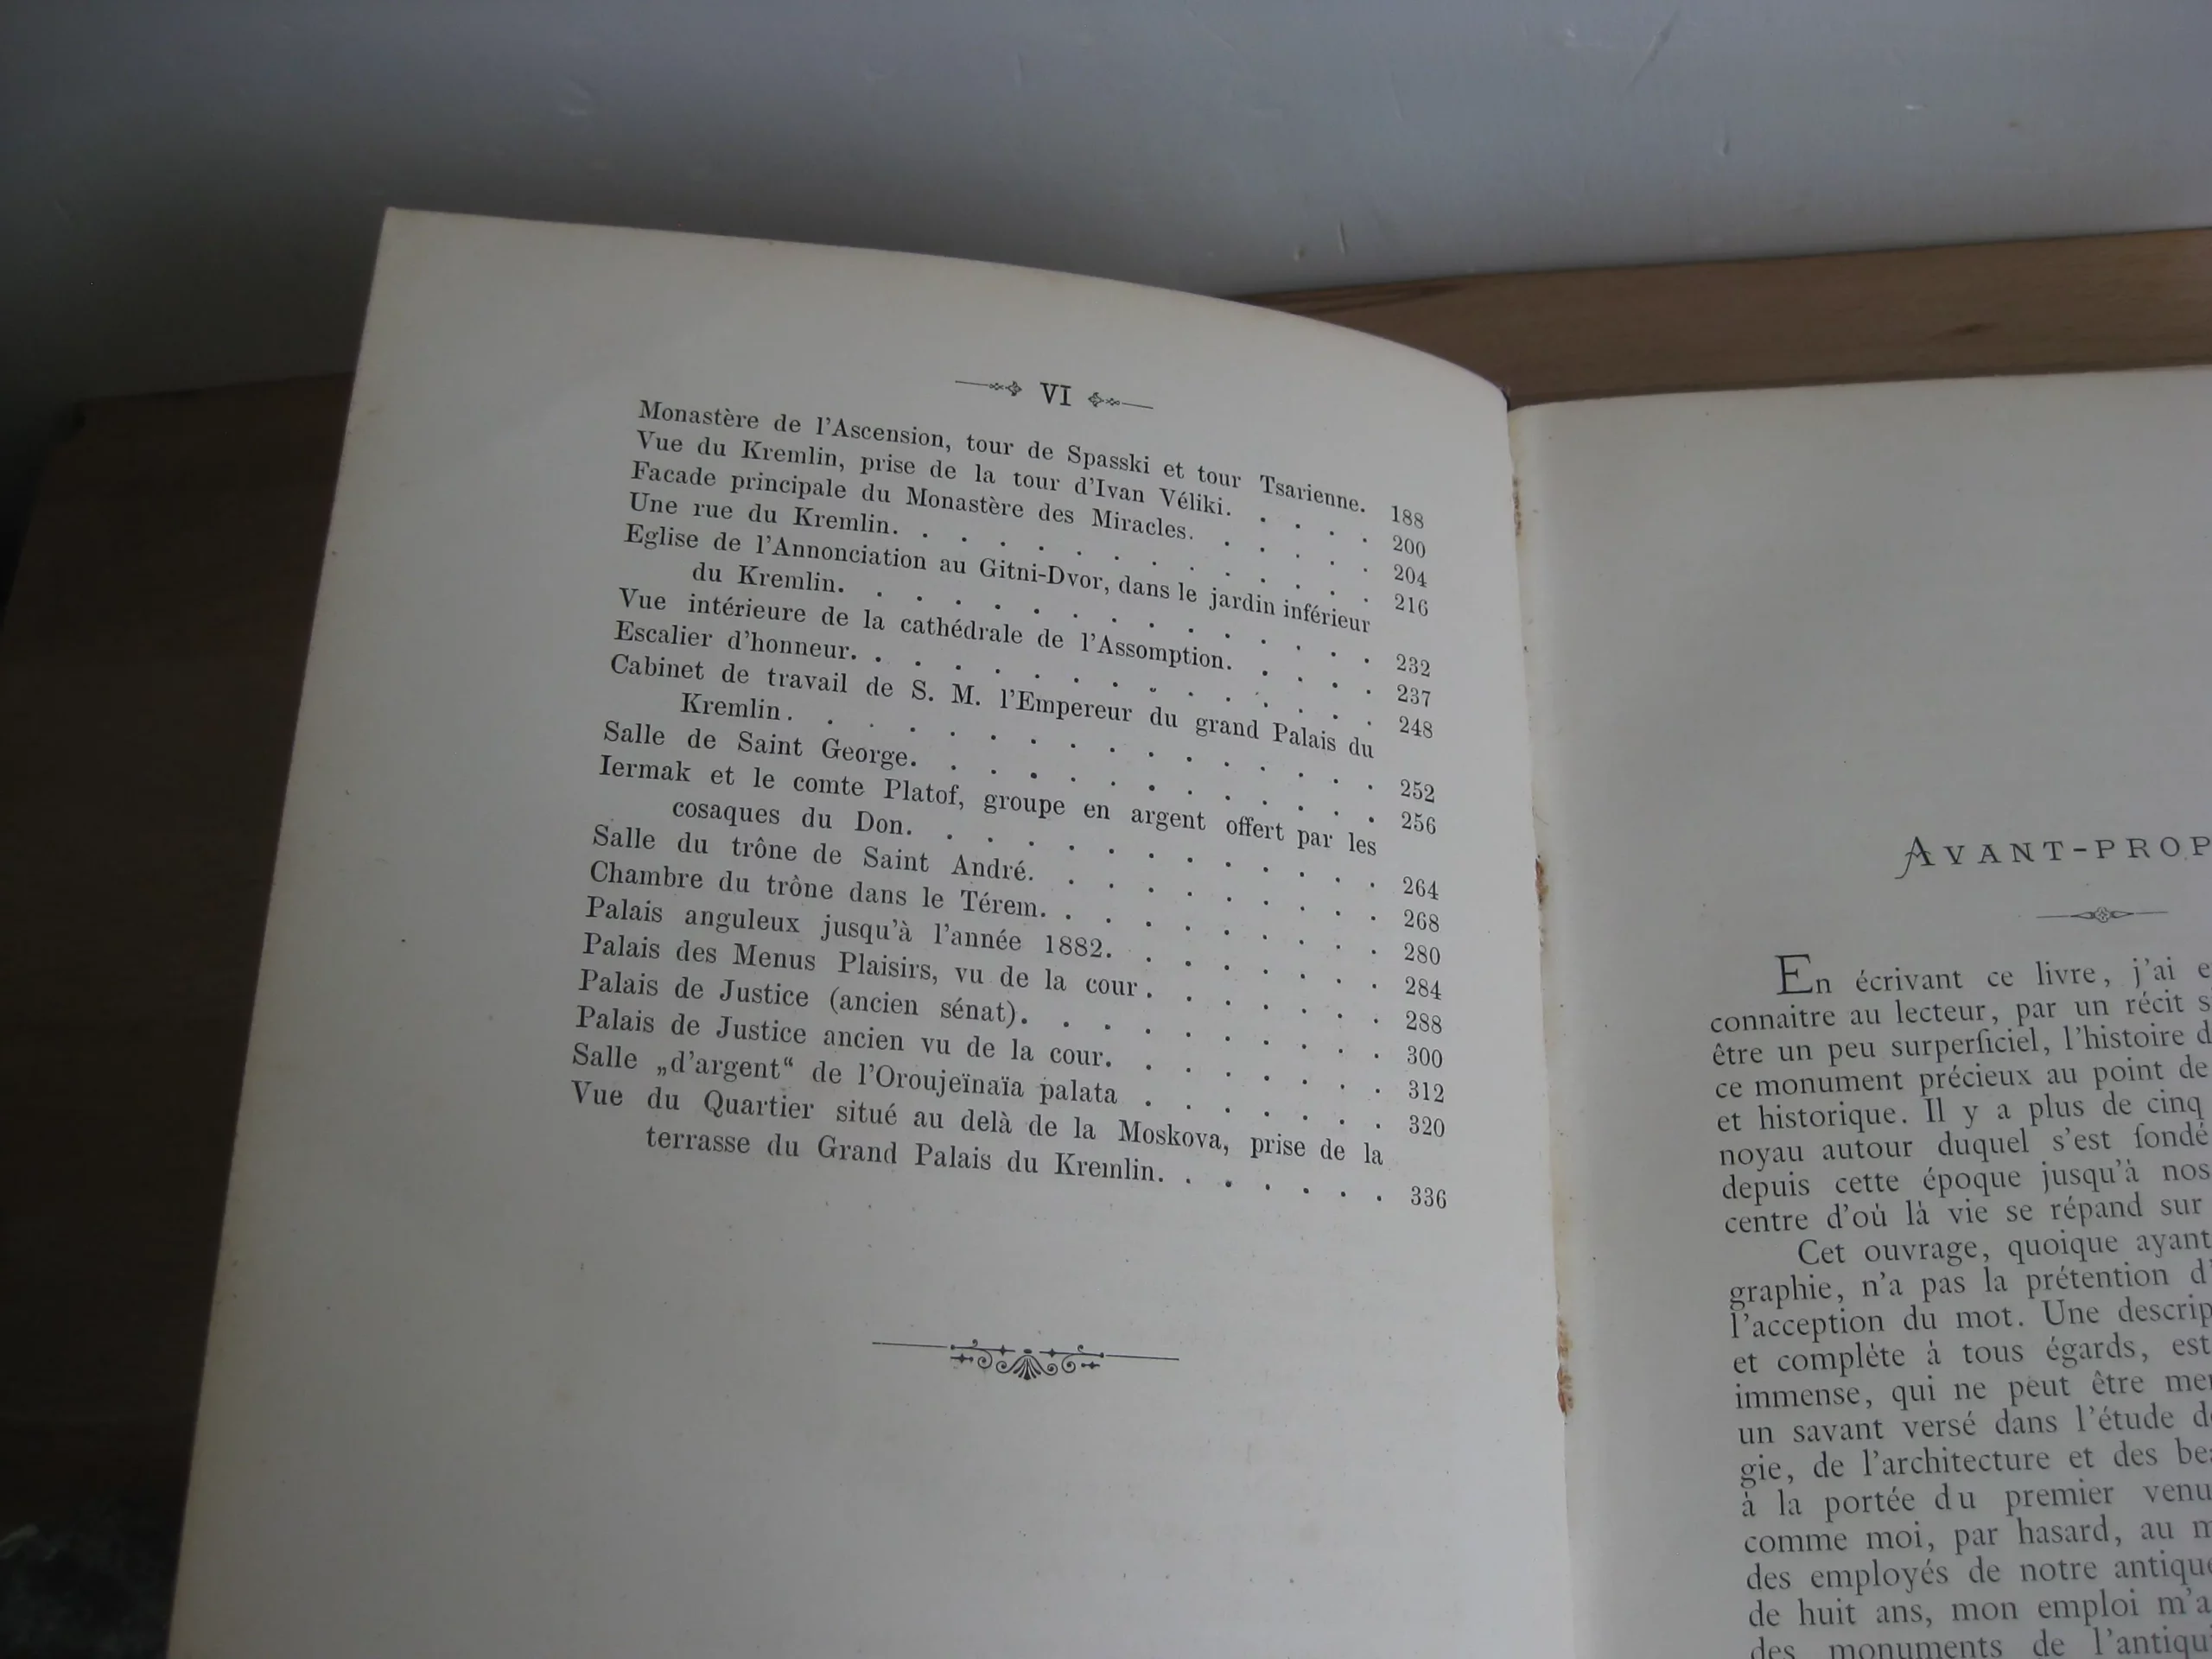 VI
Monastère de l'Ascension, tour de Spasski et tour Tsarienne. 188
Vue du Kremlin, prise de la tour d'Ivan Véliki. . . . . 200
Facade principale du Monastère des Miracles. . . . . . 204
Une rue du Kremlin. . . . . . . . . . . . . . 216
Eglise de l'Annonciation au Gitni-Dvor, dans le jardin inférieur
du Kremlin. . . . . . . . . . . . . . . 232
Vue intérieure de la cathédrale de l'Assomption. . . . . 237
Escalier d'honneur. . . . . . . . . . . . . . . 248
Cabinet de travail de S. M. l'Empereur du grand Palais du
Kremlin. . . . . . . . . . . . . . . . 252
Salle de Saint George. . . . . . . . . . . . . 256
Iermak et le comte Platof, groupe en argent offert par les
cosaques du Don. . . . . . . . . . . . . 264
Salle du trône de Saint André. . . . . . . . . . 268
Chambre du trône dans le Térem. . . . . . . . . . 280
Palais anguleux jusqu'à l'année 1882. . . . . . . . 284
Palais des Menus Plaisirs, vu de la cour . . . . . . . 288
Palais de Justice (ancien sénat). . . . . . . . . . 300
Palais de Justice ancien vu de la cour. . . . . . . . 312
Salle „d'argent“ de l'Oroujeïnaïa palata . . . . . . . 320
Vue du Quartier situé au delà de la Moskova, prise de la
terrasse du Grand Palais du Kremlin. . . . . . . 336
AVANT-PROP
En écrivant ce livre, j'ai e
connaitre au lecteur, par un récit s
être un peu surperficiel, l'histoire d
ce monument précieux au point de
et historique. Il y a plus de cinq
noyau autour duquel s'est fondé
depuis cette époque jusqu'à nos
centre d'où là vie se répand sur
Cet ouvrage, quoique ayant
graphie, n'a pas la prétention d'
l'acception du mot. Une descrip
et complète à tous égards, est
immense, qui ne peut être mer
un savant versé dans l'étude de
gie, de l'architecture et des bea
à la portée du premier venu
comme moi, par hasard, au m
des employés de notre antique
de huit ans, mon emploi m'a
des monuments de l'antiqui